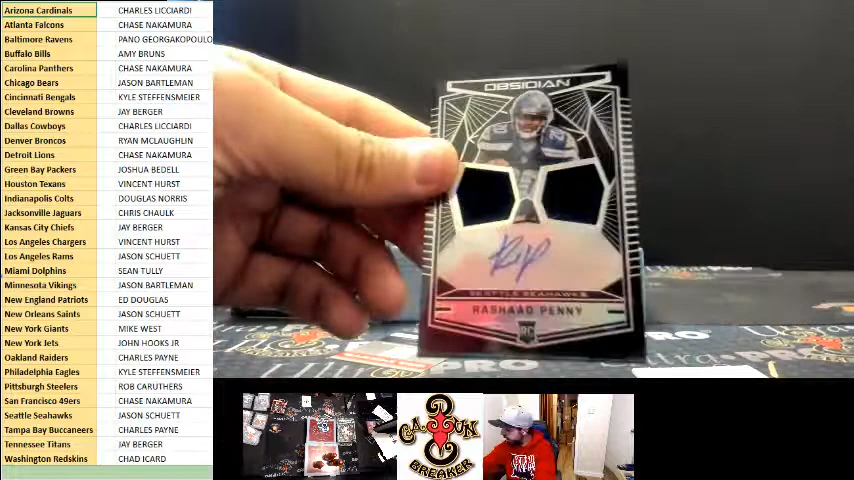 Arizona Cardinals CHARLES LICCIARDI
Atlanta Falcons CHASE NAKAMURA
Baltimore Ravens PANO GEORGAKOPOULO
Buffalo Bills AMY BRUNS
Carolina Panthers CHASE NAKAMURA
Chicago Bears JASON BARTLEMAN
Cincinnati Bengals KYLE STEFFENSMEIER
Cleveland Browns JAY BERGER
Dallas Cowboys CHARLES LICCIARDI
Denver Broncos RYAN MCLAUGHLIN
Detroit Lions CHASE NAKAMURA
Green Bay Packers JOSHUA BEDELL
Houston Texans VINCENT HURST
Indianapolis Colts DOUGLAS NORRIS
Jacksonville Jaguars CHRIS CHAULK
Kansas City Chiefs JAY BERGER
Los Angeles Chargers VINCENT HURST
Los Angeles Rams JASON SCHUETT
Miami Dolphins SEAN TULLY
Minnesota Vikings JASON BARTLEMAN
New England Patriots ED DOUGLAS
New Orleans Saints JASON SCHUETT
New York Giants MIKE WEST
New York Jets JOHN HOOKS JR
Oakland Raiders CHARLES PAYNE
Philadelphia Eagles KYLE STEFFENSMEIER
Pittsburgh Steelers ROB CARUTHERS
San Francisco 49ers CHASE NAKAMURA
Seattle Seahawks JASON SCHUETT
Tampa Bay Buccaneers CHARLES PAYNE
Tennessee Titans JAY BERGER
Washington Redskins CHAD ICARD
OBSIDIAN
SEATTLE SEAHAWKS
RASHAAD PENNY
RC
Ultra PRO
BREAKER